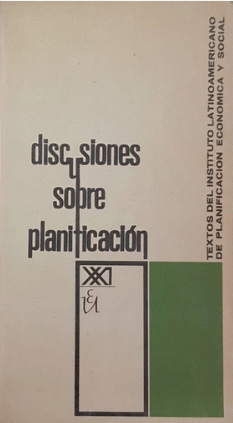 discusiones
sobre
planificación
TEXTOS DEL INSTITUTO LATINOAMERICANO
DE PLANIFICACION ECONOMICA Y SOCIAL
XXI